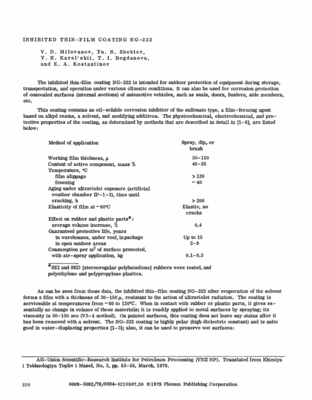 INHIBITED THIN-FILM COATING NG-222
V. D. Milovanov, Yu. N. Shekhter,
V. N. Karel'skii, T. I. Bogdanova,
and E. A. Konstantinov
The inhibited thin-film coating NG-222 is intended for outdoor protection of equipment during storage,
transportation, and operation under various climatic conditions. It can also be used for corrosion protection
of concealed surfaces (internal sections) of automotive vehicles, such as seals, doors, fenders, side members,
etc.
This coating contains an oil-soluble corrosion inhibitor of the sulfonate type, a film-forming agent
based on alkyd resins, a solvent, and modifying additives. The physicochemical, electrochemical, and pro-
tective properties of the coating, as determined by methods that are described in detail in [1-6], are listed
below:
Method of application Spray, dip, or
brush
Working film thickness, μ 30-150
Content of active component, mass % 40-55
Temperature, °C
film slippage >120
freezing -40
Aging under ultraviolet exposure (artificial
weather chamber IP-1-3), time until
cracking, h >200
Elasticity of film at -60°C Elastic, no
cracks
Effect on rubber and plastic parts*:
average volume increase, % 0,4
Guaranteed protective life, years
in warehouses, under roof, in package Up to 15
in open outdoor areas 2-8
Consumption per m² of surface protected,
with air-spray application, kg 0.1-0.3
*SKI and SKD [stereoregular polybutadiene] rubbers were tested, and
polyethylene and polypropylene plastics.
As can be seen from these data, the inhibited thin-film coating NG-222 after evaporation of the solvent
forms a film with a thickness of 30-150 μ, resistant to the action of ultraviolet radiation. The coating is
serviceable at temperatures from -60 to 120°C. When in contact with rubber or plastic parts, it gives es-
sentially no change in volume of these materials; it is readily applied to metal surfaces by spraying; its
viscosity is 20-150 sec (VZ-4 method). On painted surfaces, this coating does not leave any stains after it
has been removed with a solvent. The NG-222 coating is highly polar (high dielectric constant) and is quite
good in water-displacing properties [1-3]; also, it can be used to preserve wet surfaces:
All-Union Scientific-Research Institute for Petroleum Processing (VNII NP). Translated from Khimiya
i Tekhnologiya Topliv i Masel, No. 3, pp. 53-55, March, 1979.
0009-3092/79/0304- ©1979 Plenum Publishing Corporation